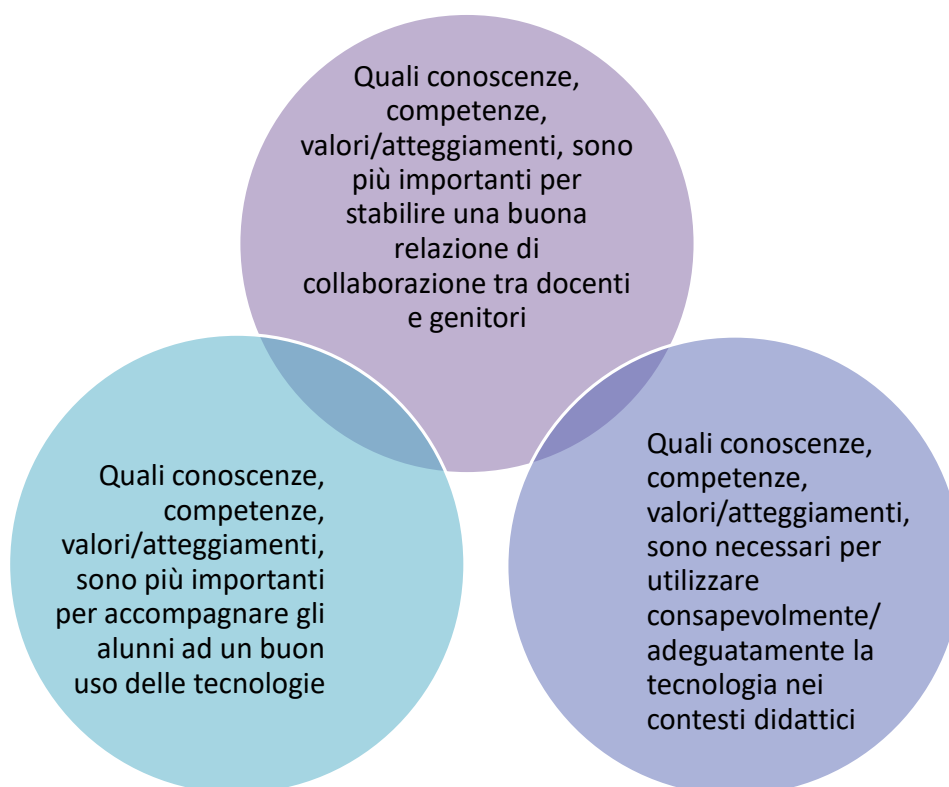 Quali conoscenze,
competenze,
valori/atteggiamenti, sono
più importanti per
stabilire una buona
relazione di
collaborazione tra docenti
e genitori
Quali conoscenze,
competenze,
valori/atteggiamenti,
sono più importanti
per accompagnare gli
alunni ad un buon
uso delle tecnologie
Quali conoscenze,
competenze,
valori/atteggiamenti,
sono necessari per
utilizzare
consapevolmente/
adeguatamente la
tecnologia nei
contesti didattici